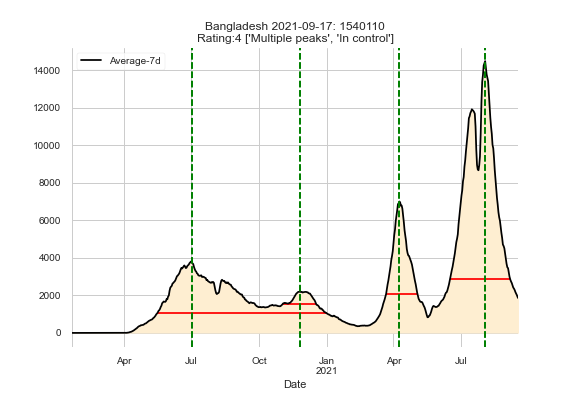 Bangladesh 2021-09-17: 1540110
Rating:4 ['Multiple peaks', 'In control']
Average-7d
14000
12000
10000
8000
6000
4000
2000
0
Apr Jul Oct Jan Apr Jul
2021
Date